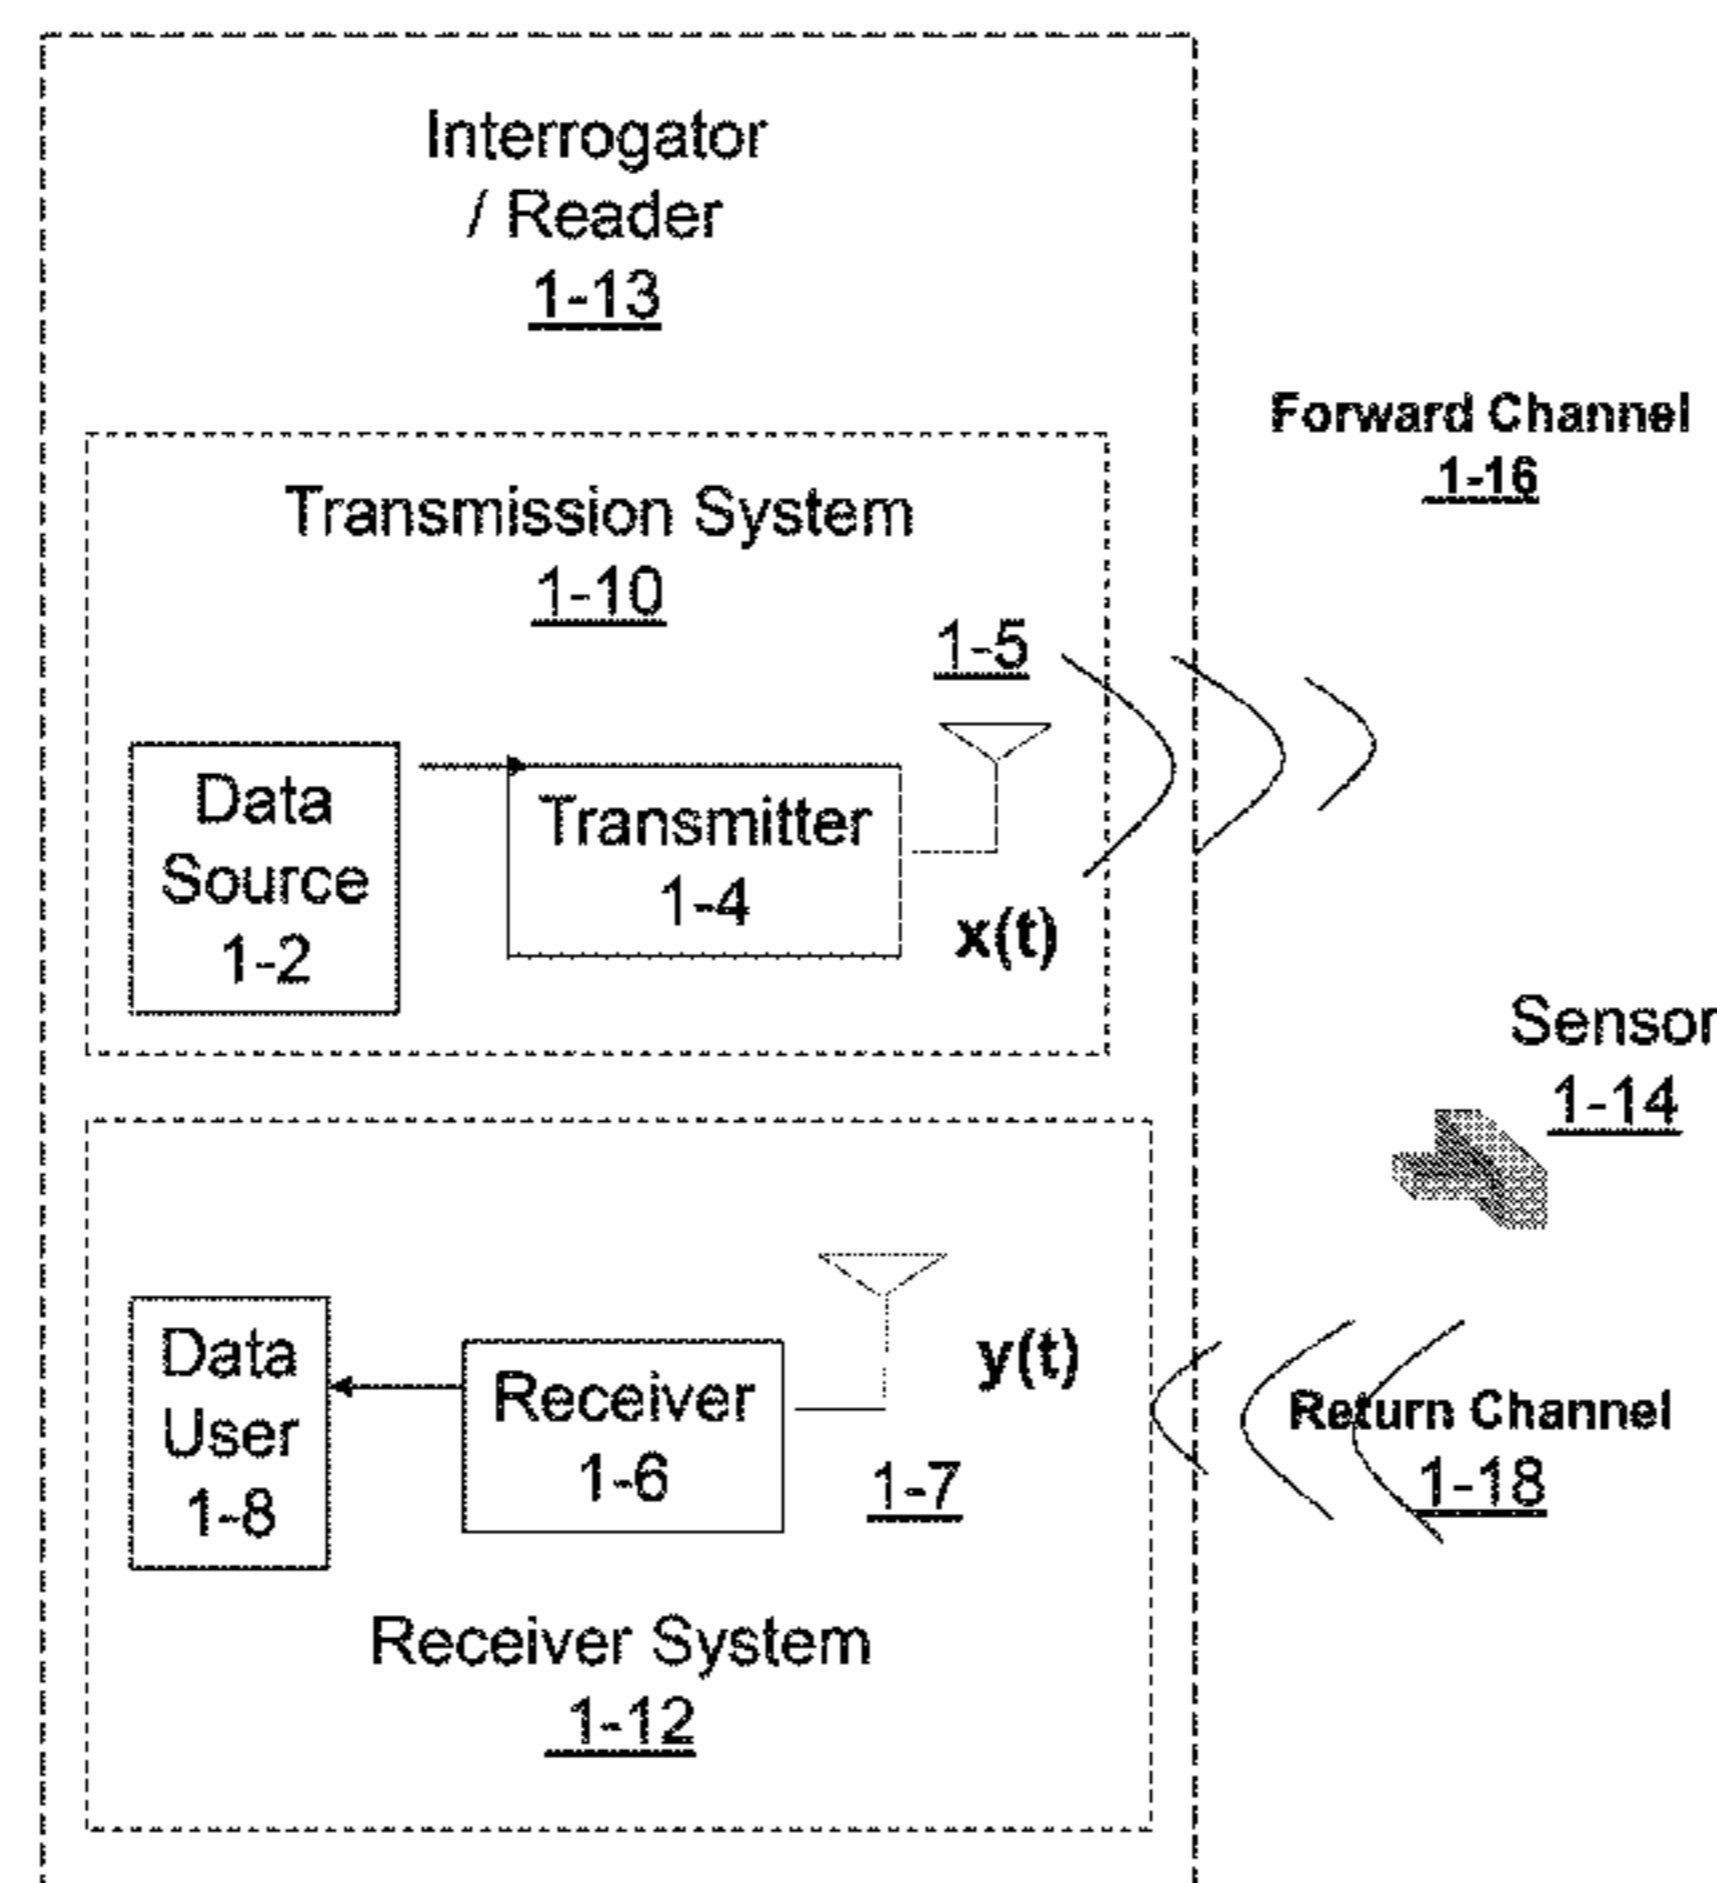 Interrogator
/ Reader
1-13
Forward Channel
1-16
Transmission System
1-10
1-5
Data
Source
1-2
Transmitter
1-4
x(t)
Sensor
1-14
Data
User
1-8
Receiver
1-6
y(t)
1-7
Return Channel
1-18
Receiver System
1-12